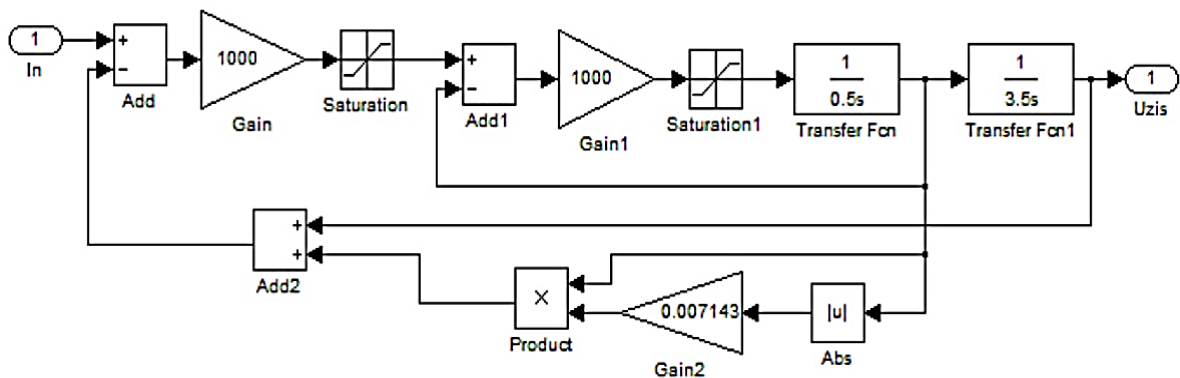 1
In
+
−
Add
1000
Gain
Saturation
+
−
Add1
1000
Gain1
Saturation1
1
0.5s
Transfer Fcn
1
3.5s
Transfer Fcn1
1
Uzis
+
+
Add2
×
Product
0.007143
Gain2
|u|
Abs